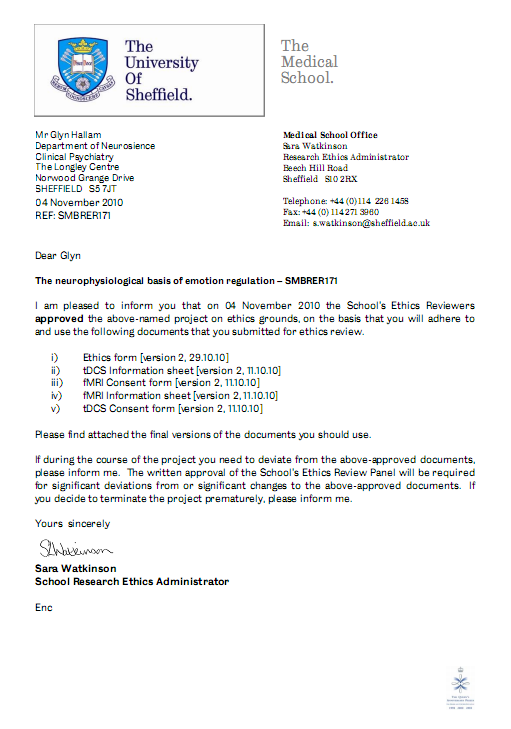 The
University
Of
Sheffield.
The
Medical
School.
Mr Glyn Hallam
Department of Neurosience
Clinical Psychiatry
The Longley Centre
Norwood Grange Drive
SHEFFIELD S5 7JT
04 November 2010
REF: SMBRER171
Medical School Office
Sara Watkinson
Research Ethics Administrator
Beech Hill Road
Sheffield S10 2RX
Telephone: +44 (0)114 226 1458
Fax: +44 (0) 114 271 3960
Email: s.watkinson@sheffield.ac.uk
Dear Glyn
The neurophysiological basis of emotion regulation – SMBRER171
I am pleased to inform you that on 04 November 2010 the School's Ethics Reviewers
approved the above-named project on ethics grounds, on the basis that you will adhere to
and use the following documents that you submitted for ethics review.
i) Ethics form [version 2, 29.10.10]
ii) tDCS Information sheet [version 2, 11.10.10]
iii) fMRI Consent form [version 2, 11.10.10]
iv) fMRI Information sheet [version 2, 11.10.10]
v) tDCS Consent form [version 2, 11.10.10]
Please find attached the final versions of the documents you should use.
If during the course of the project you need to deviate from the above-approved documents,
please inform me. The written approval of the School's Ethics Review Panel will be required
for significant deviations from or significant changes to the above-approved documents. If
you decide to terminate the project prematurely, please inform me.
Yours sincerely
SWatkinson
Sara Watkinson
School Research Ethics Administrator
Enc